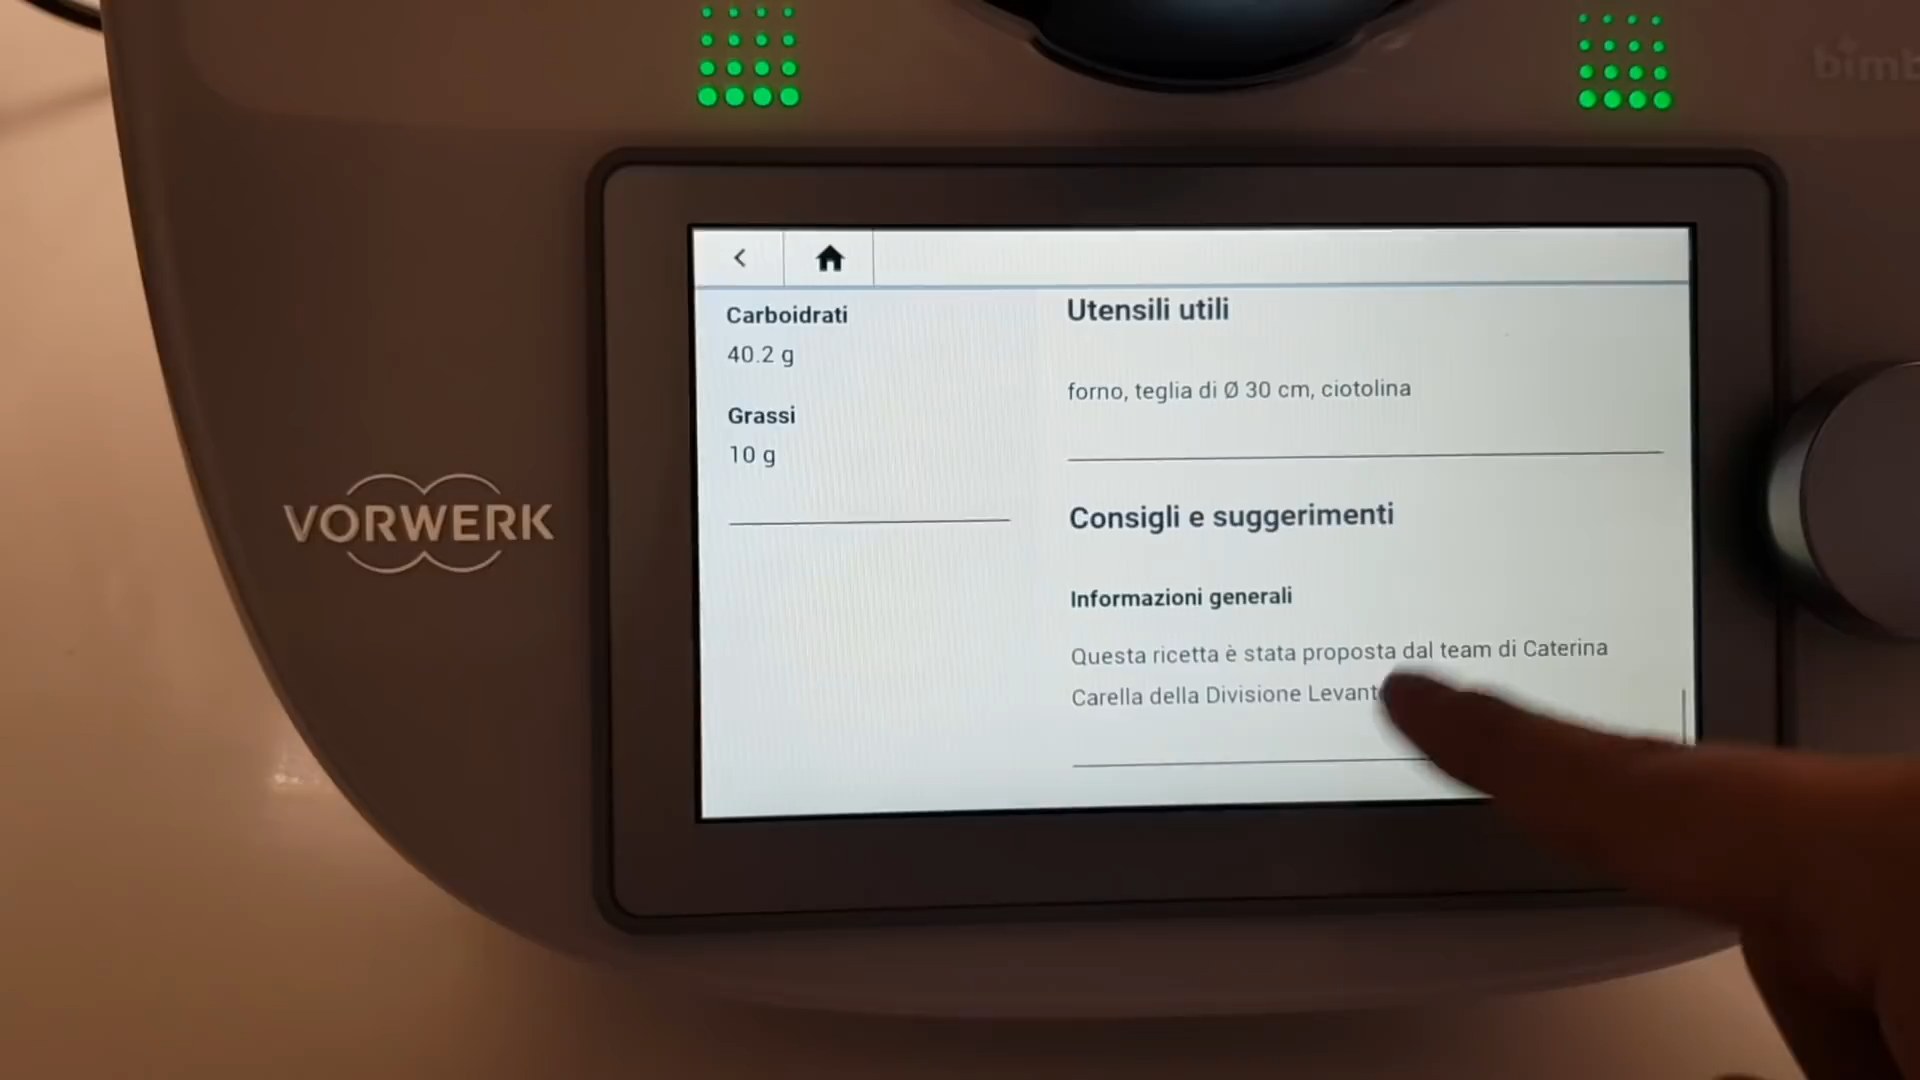 VORWERK
Carboidrati
40.2 g
Grassi
10 g
Utensili utili
forno, teglia di Ø 30 cm, ciotolina
Consigli e suggerimenti
Informazioni generali
Questa ricetta è stata proposta dal team di Caterina
Carella della Divisione